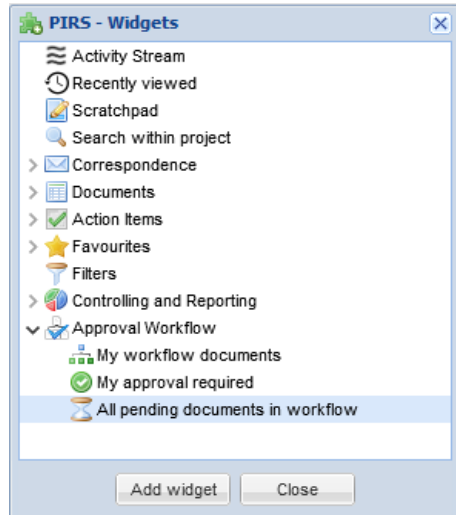 PIRS - Widgets
Activity Stream
Recently viewed
Scratchpad
Search within project
Correspondence
Documents
Action Items
Favourites
Filters
Controlling and Reporting
Approval Workflow
My workflow documents
My approval required
All pending documents in workflow
Add widget Close